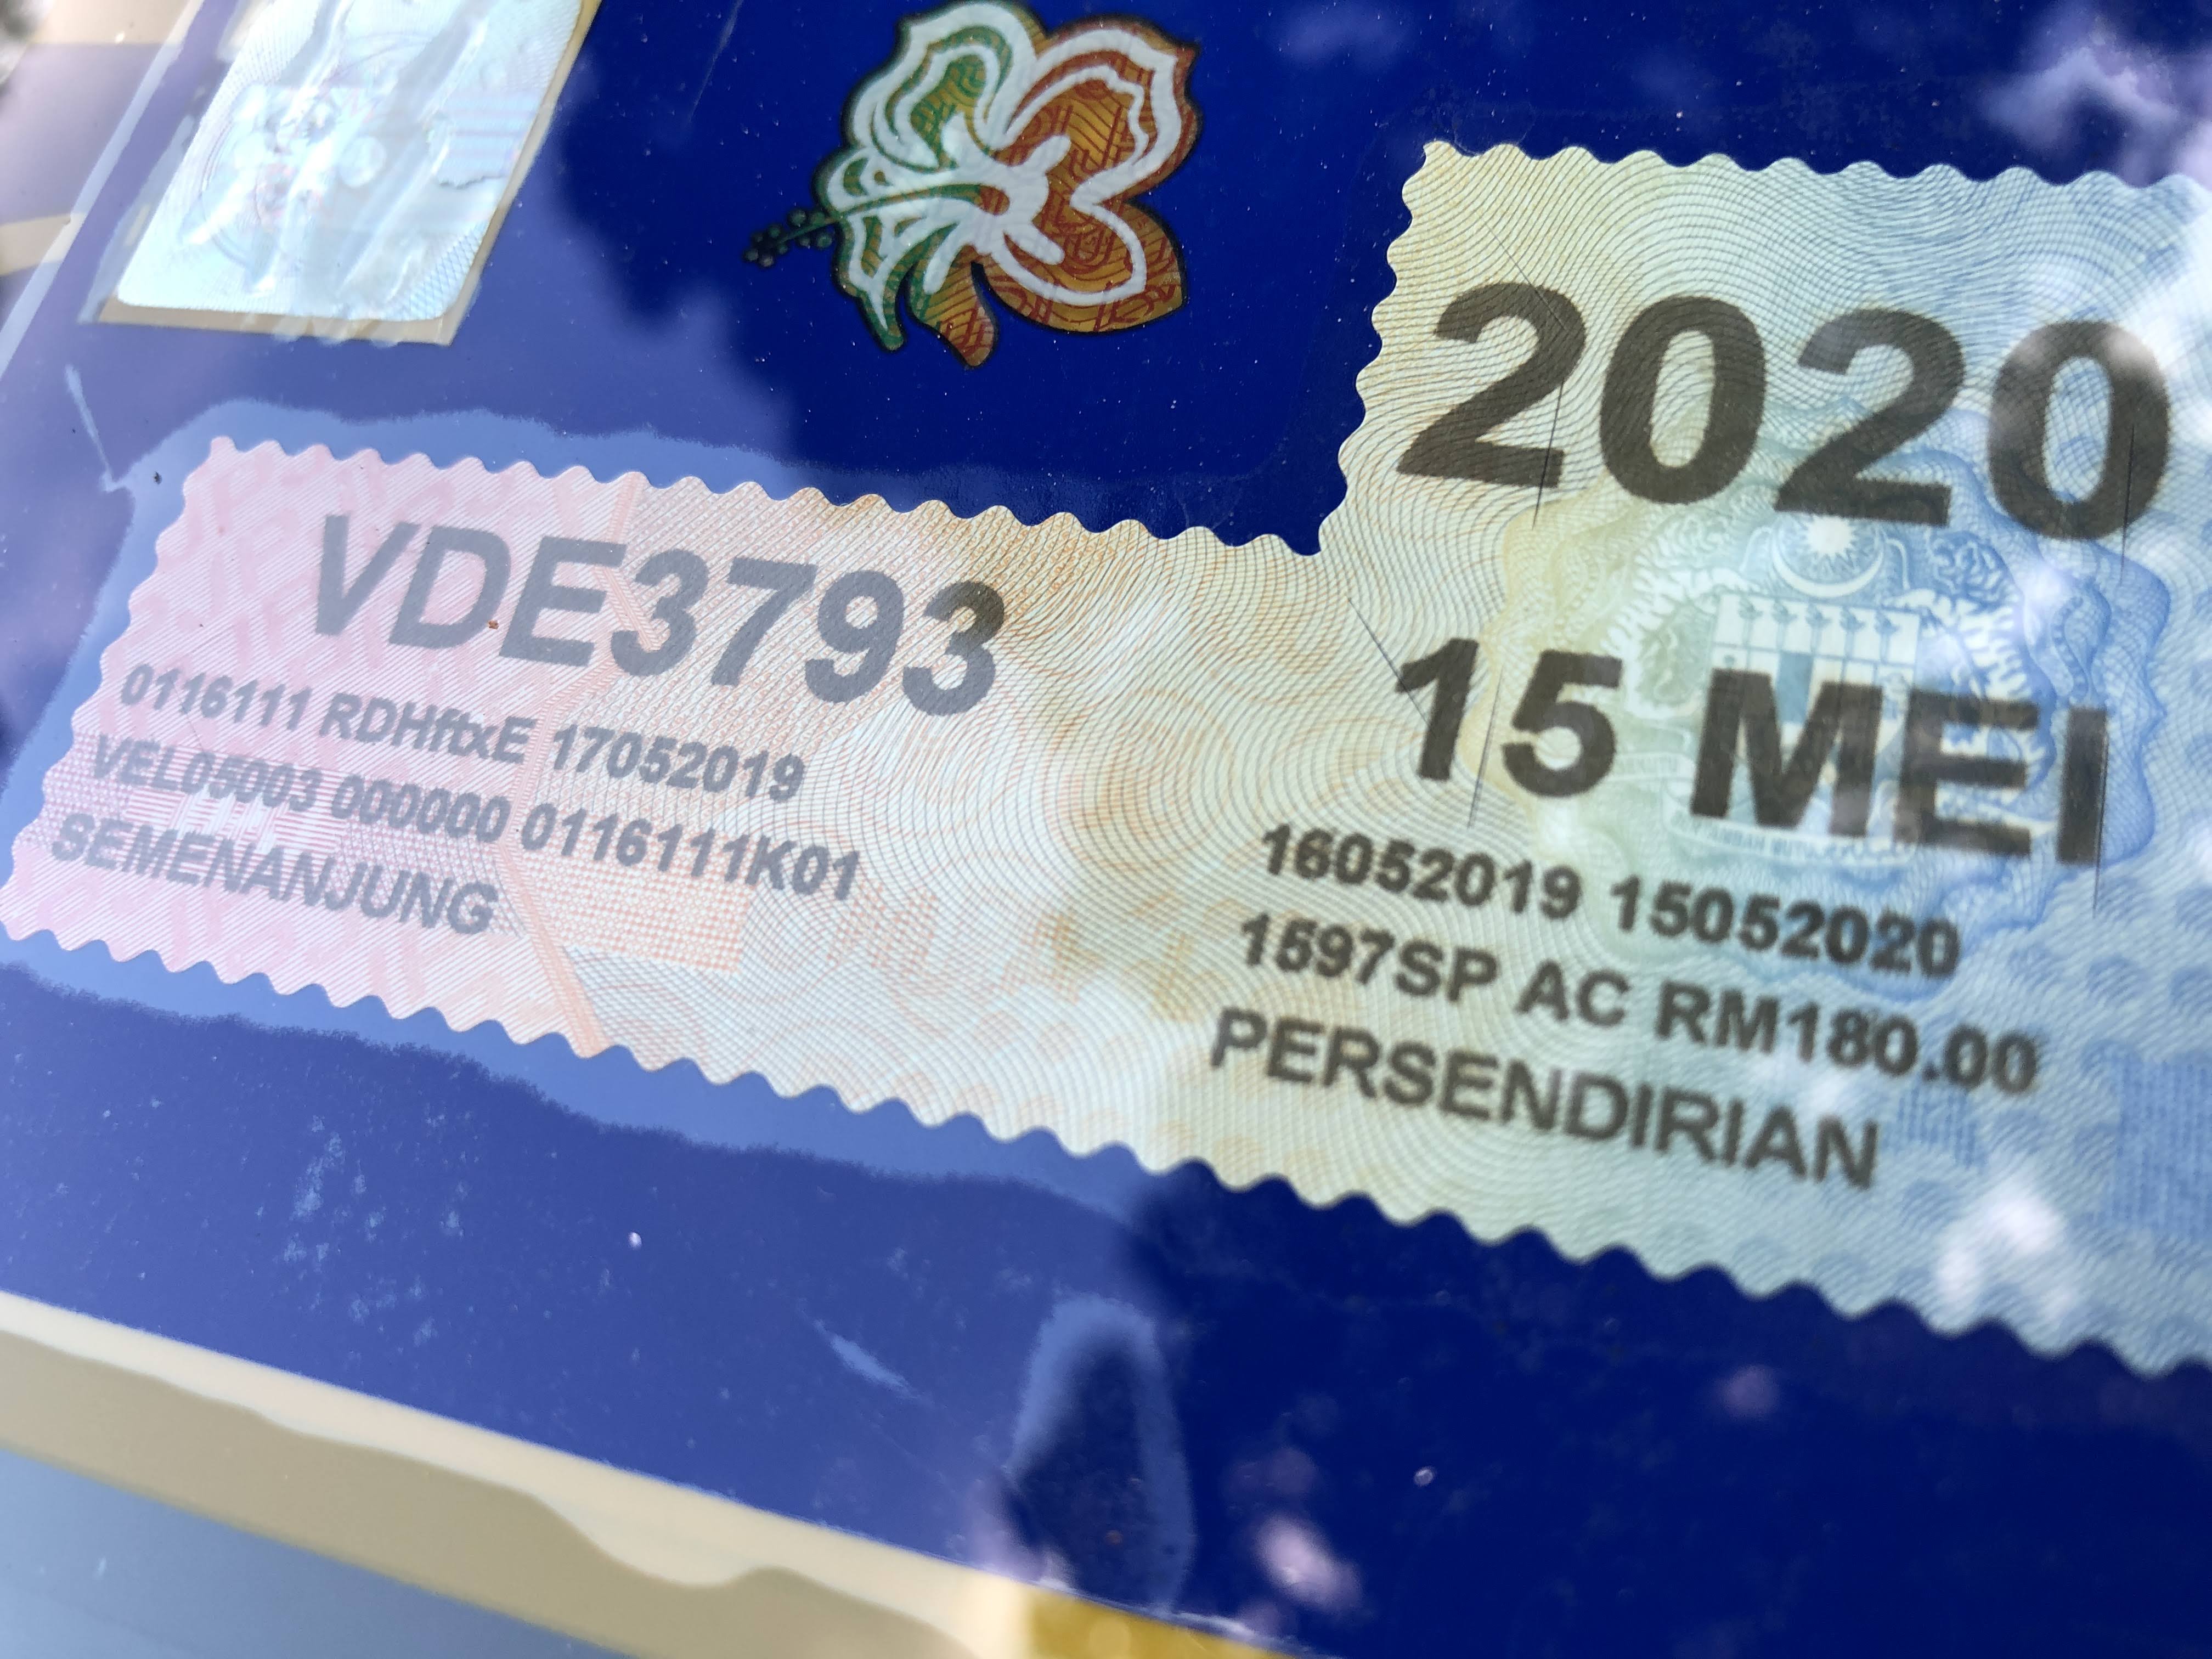 VDE3793
0116111 RDHftxE 17052019
VEL05003 000000 0116111K01
SEMENANJUNG
2020
15 MEI
16052019 15052020
1597SP AC RM180.00
PERSENDIRIAN